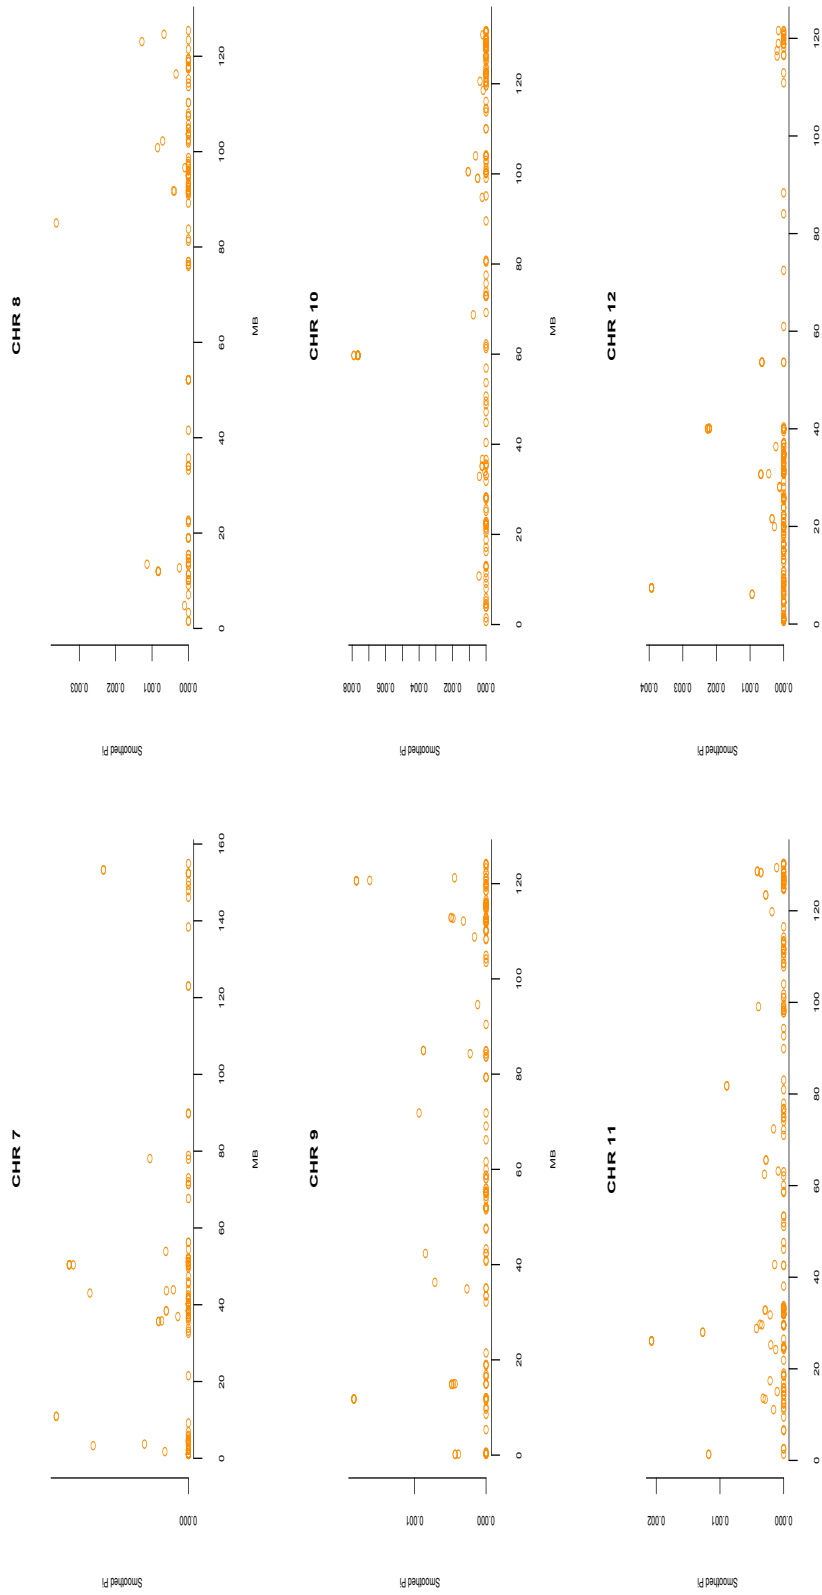 CHR 7
Smoothed Pi
0.000
0 20 40 60 80 100 120 140 160
MB
CHR 8
Smoothed Pi
0.000 0.001 0.002 0.003
0 20 40 60 80 100 120
MB
CHR 9
Smoothed Pi
0.000 0.001
0 20 40 60 80 100 120
MB
CHR 10
Smoothed Pi
0.000 0.002 0.004 0.006 0.008
0 20 40 60 80 100 120
MB
CHR 11
Smoothed Pi
0.000 0.001 0.002
0 20 40 60 80 100 120
CHR 12
Smoothed Pi
0.000 0.001 0.002 0.003 0.004
0 20 40 60 80 100 120